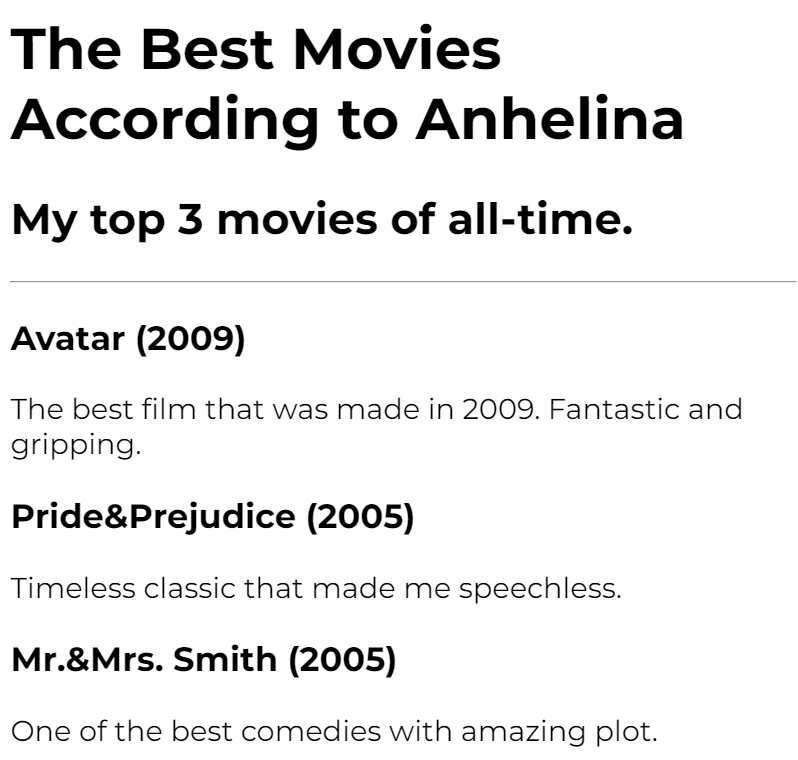 The Best Movies
According to Anhelina
My top 3 movies of all-time.
Avatar (2009)
The best film that was made in 2009. Fantastic and
gripping.
Pride&Prejudice (2005)
Timeless classic that made me speechless.
Mr.&Mrs. Smith (2005)
One of the best comedies with amazing plot.